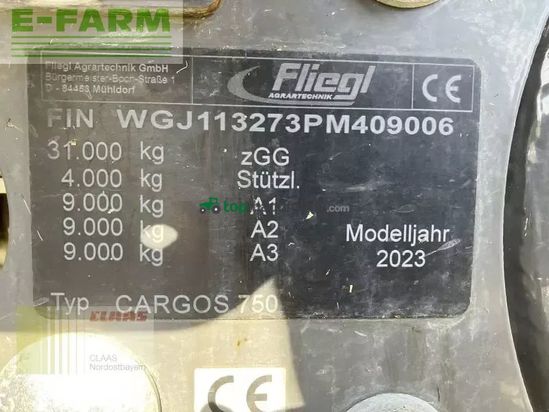 E-FARM
Fliegl Agrartechnik GmbH
Bürgermeister-Boch-Straße 1
D - 84453 Mühldorf
Fliegl
AGRARTECHNIK
CE
FIN WGJ113273PM409006
31.000 kg zGG
4.000 kg Stützl.
9.000 kg A1
9.000 kg A2
9.000 kg A3
Modelljahr
2023
Typ CARGOS 750
CLAAS
CLAAS
Nordostbayern
CE